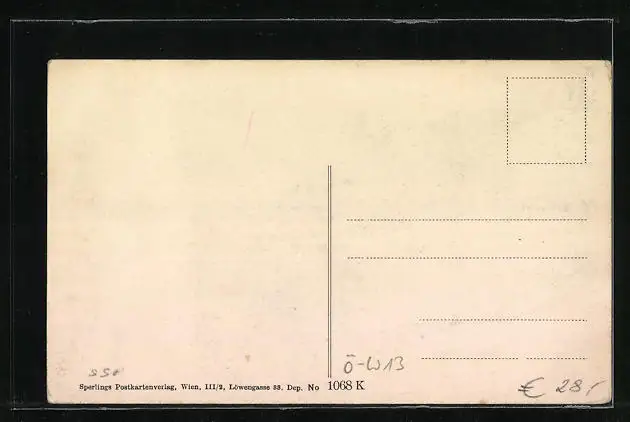 Ö-W13
Sperlings Postkartenverlag, Wien, III/2, Löwengasse 33. Dep. No 1068 K
€ 28,-